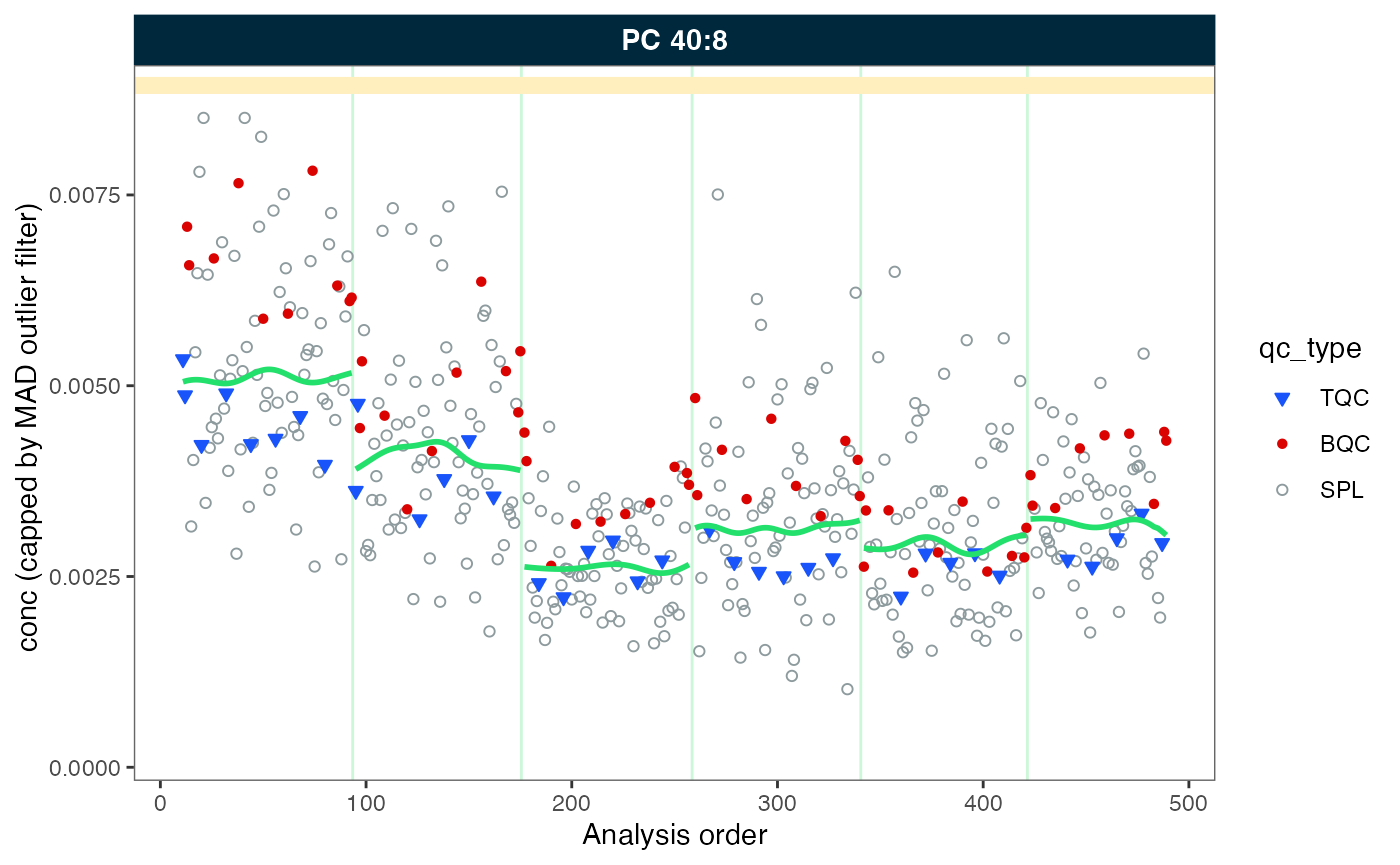 PC 40:8
conc (capped by MAD outlier filter)
0.0075
0.0050
0.0025
0.0000
0 100 200 300 400 500
Analysis order
qc_type
TQC
BQC
SPL